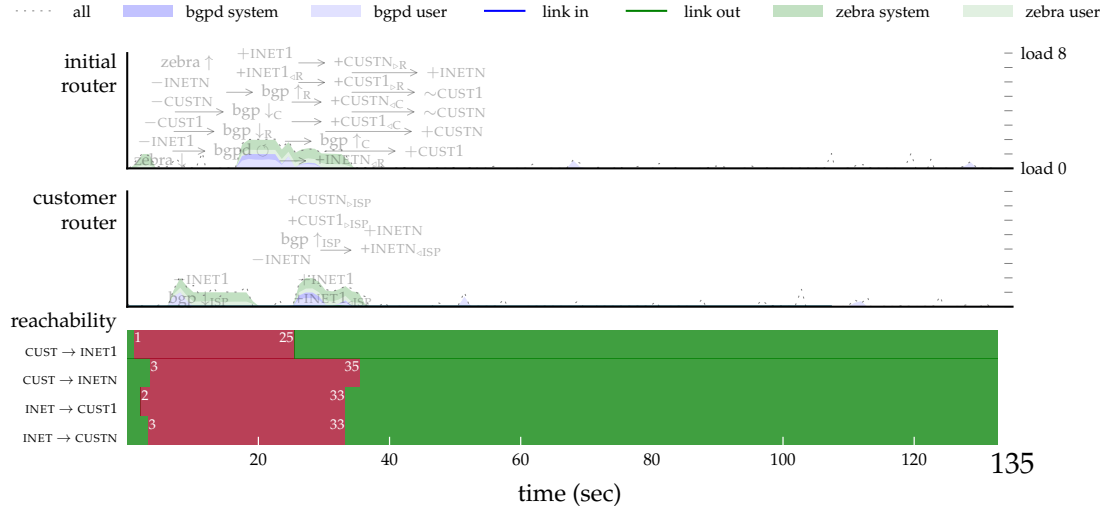 all bgpd system bgpd user link in link out zebra system zebra user
initial router
load 8
load 0
zebra ↑
+INET1
−INETN
+INET1◁R
+CUSTN▷R
+INETN
−CUSTN
bgp ↑R
+CUST1▷R
∼CUST1
−CUST1
bgp ↓C
+CUSTN◁C
∼CUSTN
−INET1
bgp ↓R
+CUST1◁C
+CUSTN
zebra ↓
bgpd ○
bgp ↑C
+CUST1
+INETN◁R
customer router
+CUSTN▷ISP
+CUST1▷ISP
+INETN
bgp ↑ISP
+INETN◁ISP
−INETN
−INET1
+INET1
bgp ↓ISP
+INET1◁ISP
reachability
CUST → INET1
1 25
CUST → INETN
3 35
INET → CUST1
2 33
INET → CUSTN
3 33
20 40 60 80 100 120 135
time (sec)